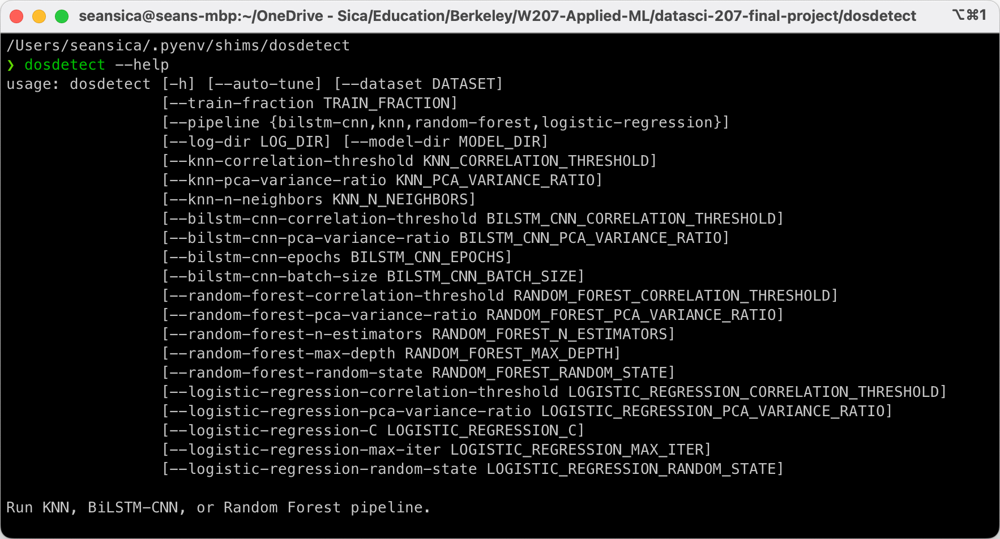 seansica@seans-mbp:~/OneDrive - Sica/Education/Berkeley/W207-Applied-ML/datasci-207-final-project/dosdetect ⌥⌘1
/Users/seansica/.pyenv/shims/dosdetect
❯ dosdetect --help
usage: dosdetect [-h] [--auto-tune] [--dataset DATASET]
                 [--train-fraction TRAIN_FRACTION]
                 [--pipeline {bilstm-cnn,knn,random-forest,logistic-regression}]
                 [--log-dir LOG_DIR] [--model-dir MODEL_DIR]
                 [--knn-correlation-threshold KNN_CORRELATION_THRESHOLD]
                 [--knn-pca-variance-ratio KNN_PCA_VARIANCE_RATIO]
                 [--knn-n-neighbors KNN_N_NEIGHBORS]
                 [--bilstm-cnn-correlation-threshold BILSTM_CNN_CORRELATION_THRESHOLD]
                 [--bilstm-cnn-pca-variance-ratio BILSTM_CNN_PCA_VARIANCE_RATIO]
                 [--bilstm-cnn-epochs BILSTM_CNN_EPOCHS]
                 [--bilstm-cnn-batch-size BILSTM_CNN_BATCH_SIZE]
                 [--random-forest-correlation-threshold RANDOM_FOREST_CORRELATION_THRESHOLD]
                 [--random-forest-pca-variance-ratio RANDOM_FOREST_PCA_VARIANCE_RATIO]
                 [--random-forest-n-estimators RANDOM_FOREST_N_ESTIMATORS]
                 [--random-forest-max-depth RANDOM_FOREST_MAX_DEPTH]
                 [--random-forest-random-state RANDOM_FOREST_RANDOM_STATE]
                 [--logistic-regression-correlation-threshold LOGISTIC_REGRESSION_CORRELATION_THRESHOLD]
                 [--logistic-regression-pca-variance-ratio LOGISTIC_REGRESSION_PCA_VARIANCE_RATIO]
                 [--logistic-regression-C LOGISTIC_REGRESSION_C]
                 [--logistic-regression-max-iter LOGISTIC_REGRESSION_MAX_ITER]
                 [--logistic-regression-random-state LOGISTIC_REGRESSION_RANDOM_STATE]
Run KNN, BiLSTM-CNN, or Random Forest pipeline.